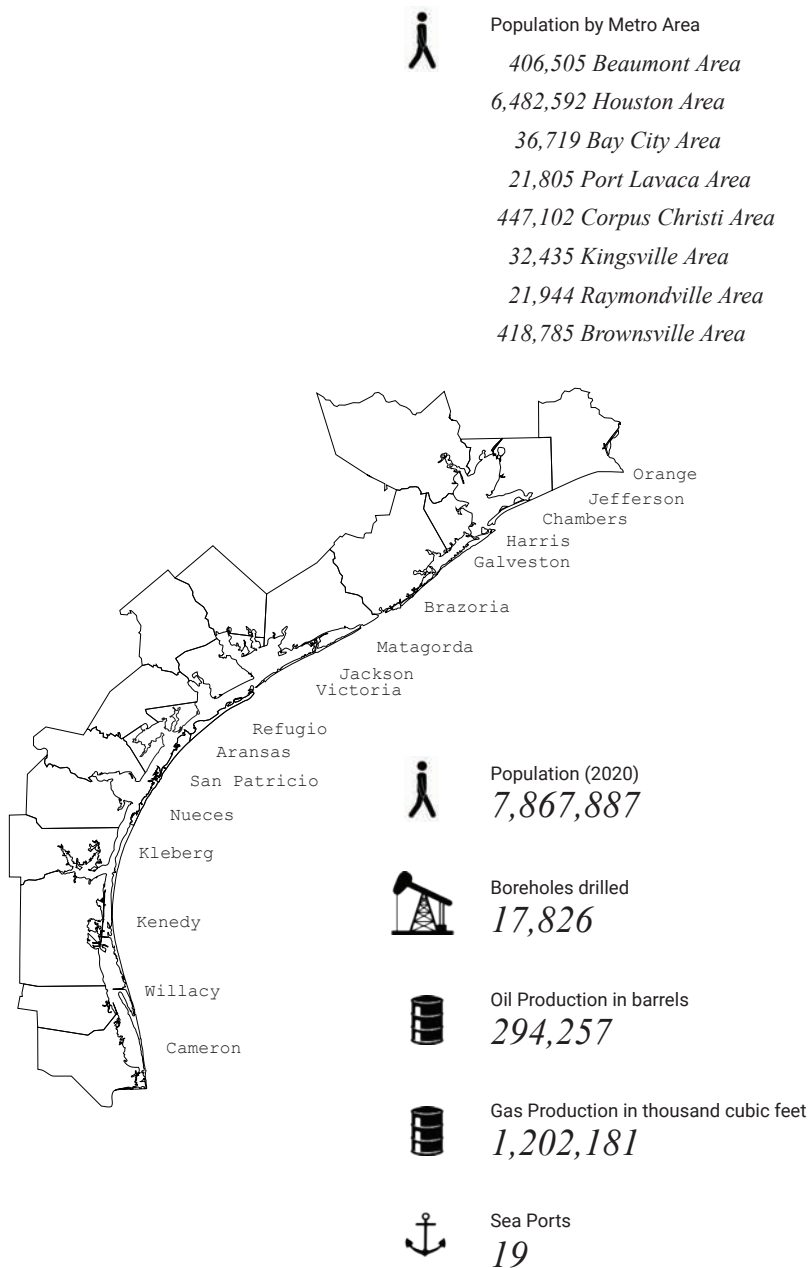 Population by Metro Area
406,505 Beaumont Area
6,482,592 Houston Area
36,719 Bay City Area
21,805 Port Lavaca Area
447,102 Corpus Christi Area
32,435 Kingsville Area
21,944 Raymondville Area
418,785 Brownsville Area
Orange
Jefferson
Chambers
Harris
Galveston
Brazoria
Matagorda
Jackson
Victoria
Refugio
Aransas
San Patricio
Nueces
Kleberg
Kenedy
Willacy
Cameron
Population (2020)
7,867,887
Boreholes drilled
17,826
Oil Production in barrels
294,257
Gas Production in thousand cubic feet
1,202,181
Sea Ports
19